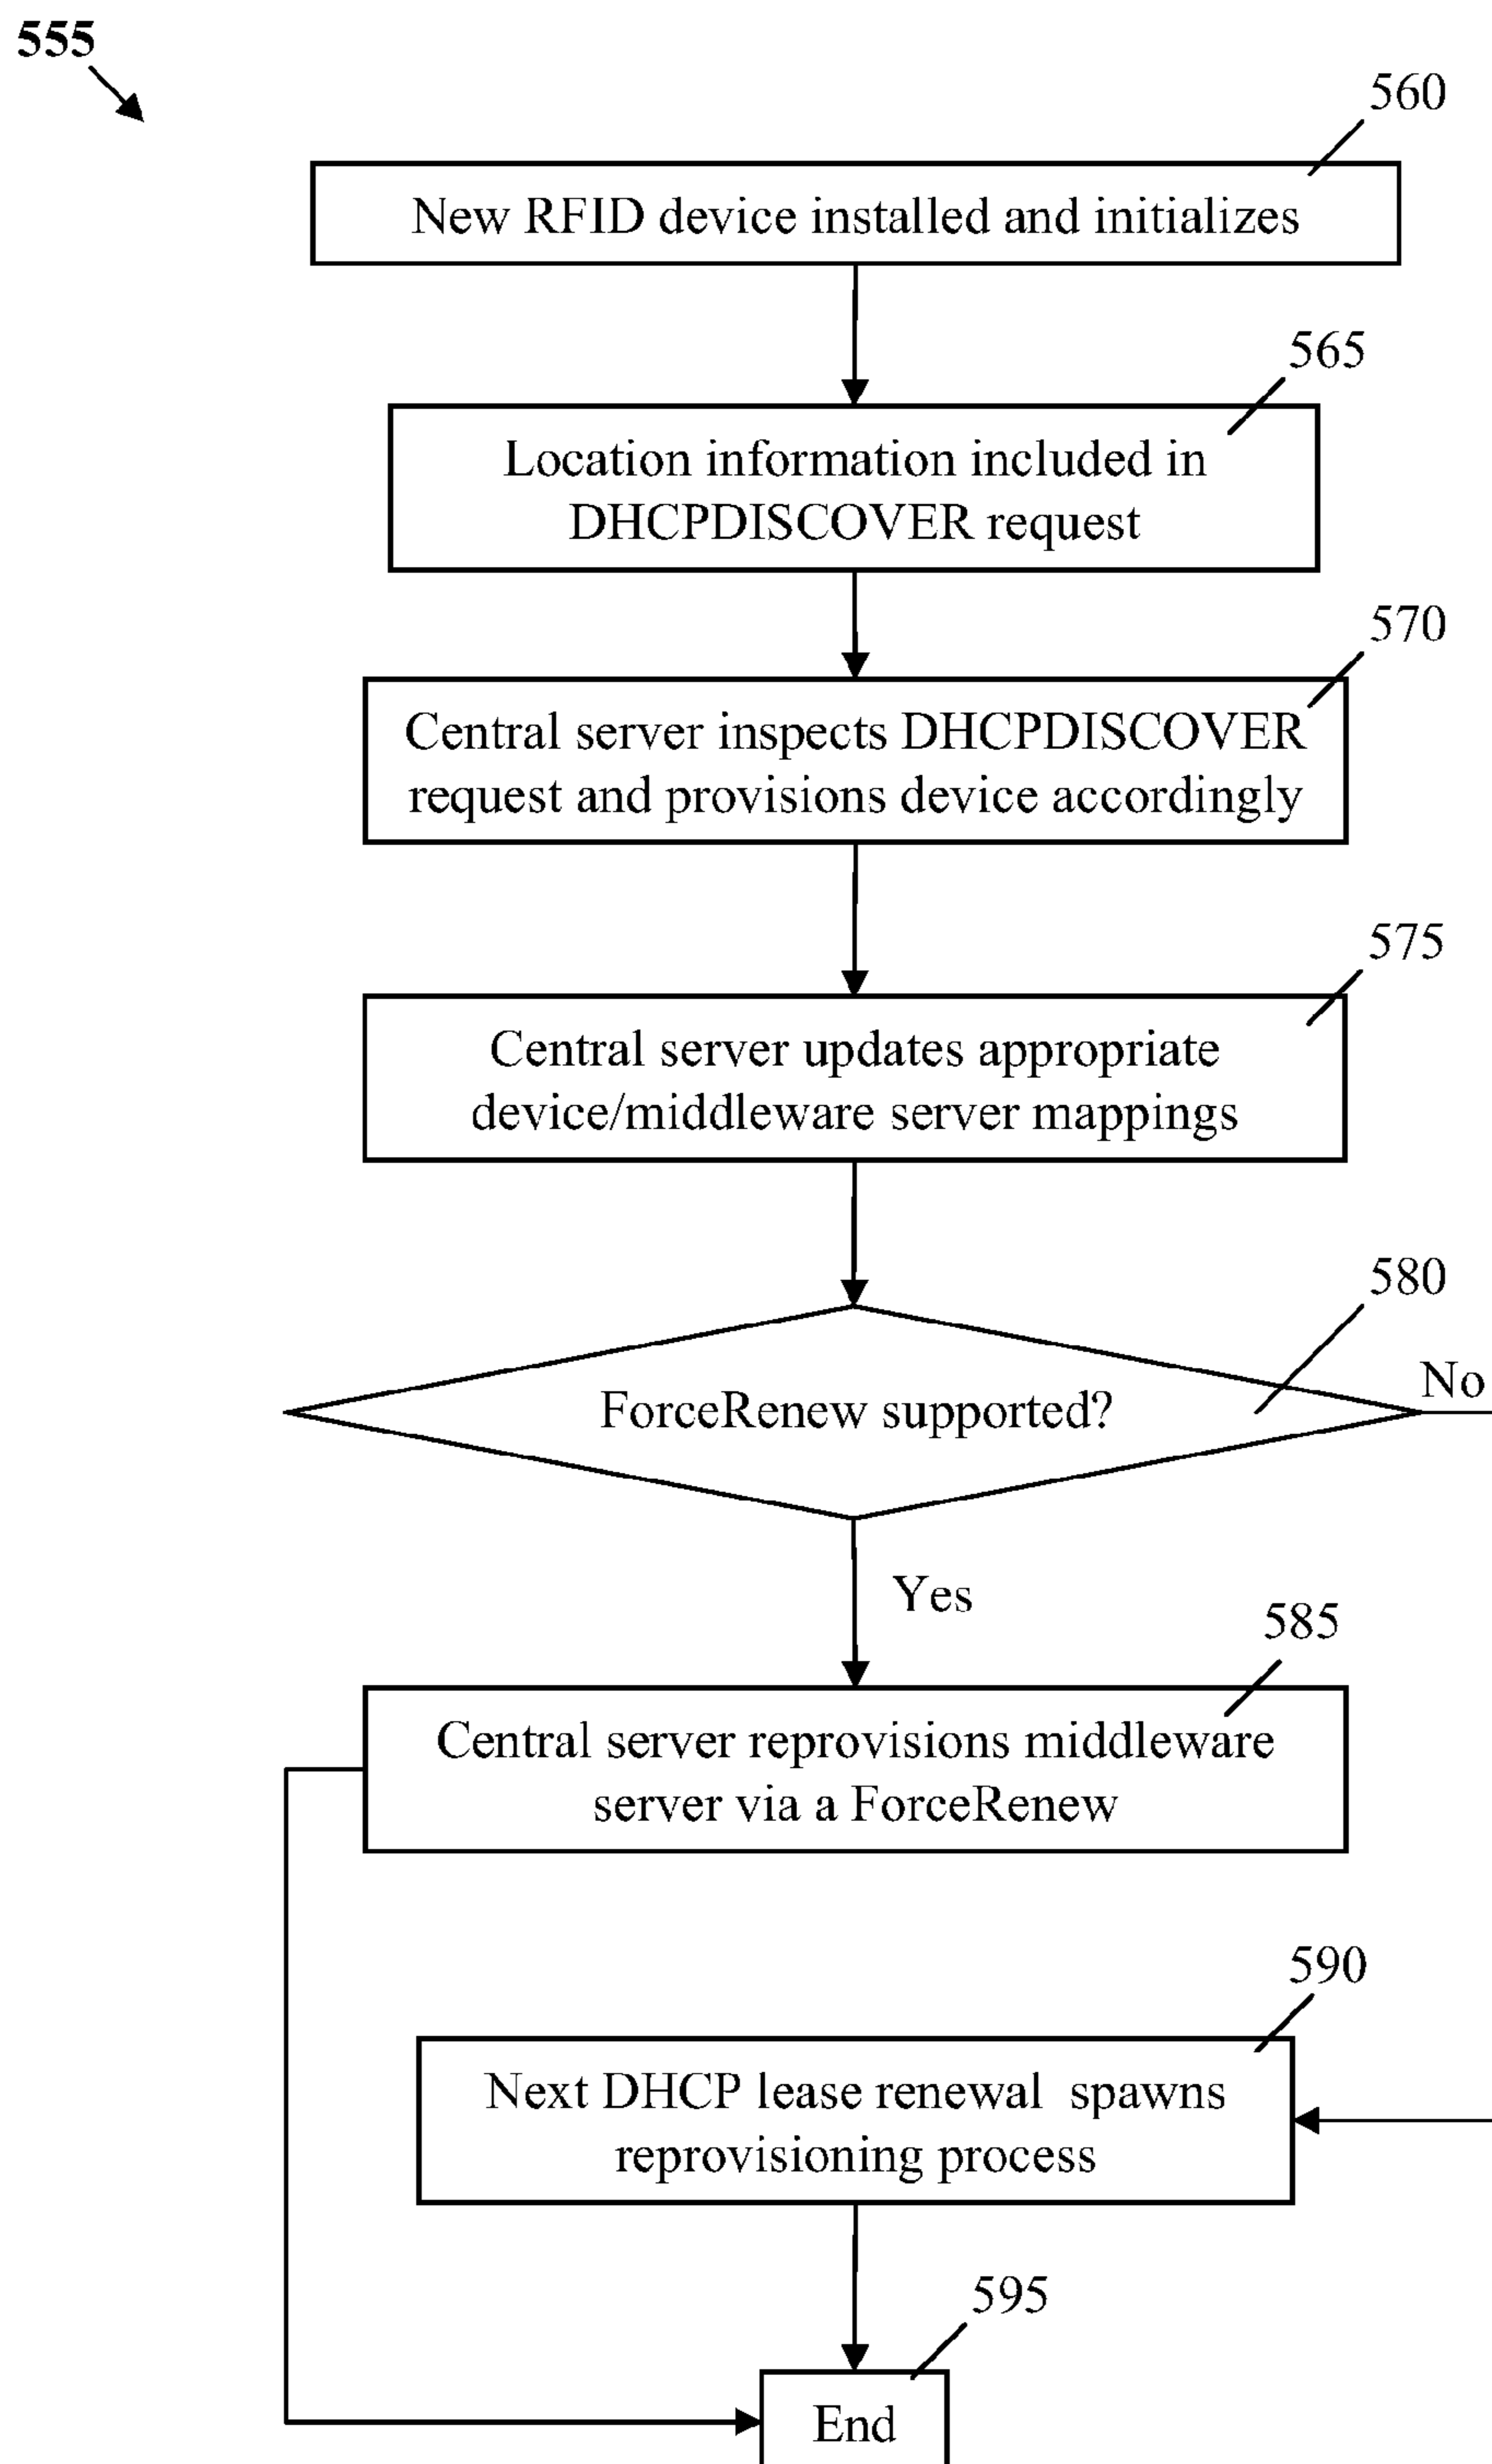 555
560
New RFID device installed and initializes
565
Location information included in
DHCPDISCOVER request
570
Central server inspects DHCPDISCOVER
request and provisions device accordingly
575
Central server updates appropriate
device/middleware server mappings
580
ForceRenew supported?
No
Yes
585
Central server reprovisions middleware
server via a ForceRenew
590
Next DHCP lease renewal spawns
reprovisioning process
595
End